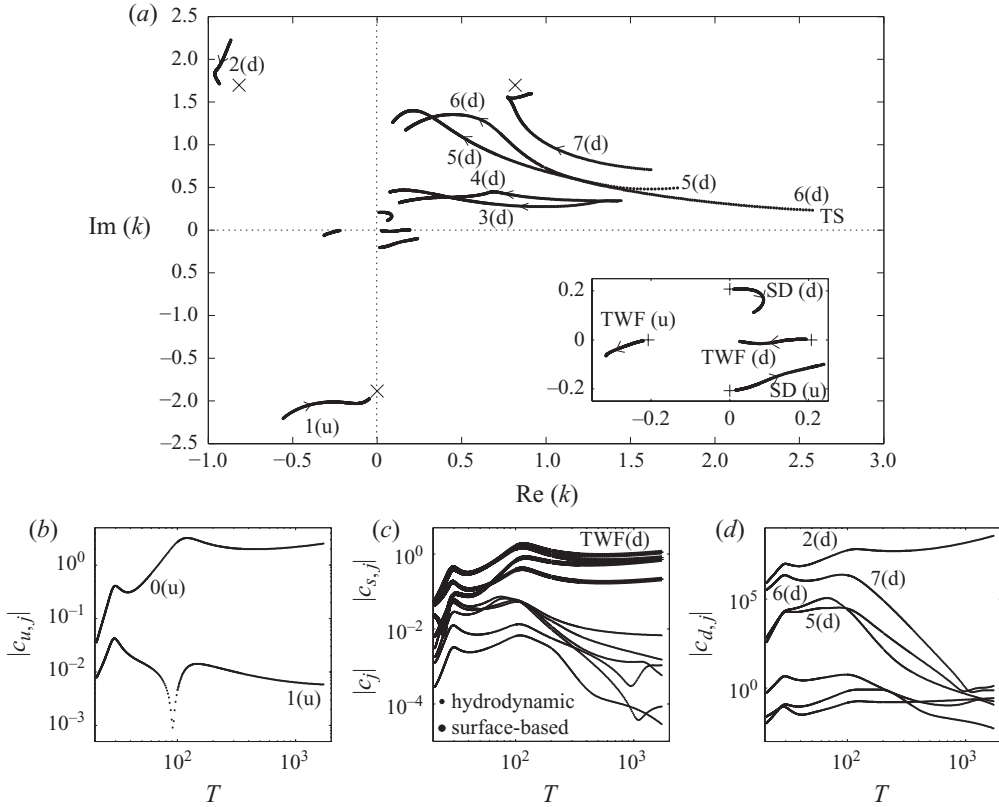 (a)
2.5
2.0
1.5
1.0
0.5
0
0.5
−1.0
−1.5
−2.0
−2.5
Im (k)
2(d)
6(d)
7(d)
5(d)
4(d)
3(d)
5(d)
6(d)
TS
1(u)
0.2
0
−0.2
−0.2
0
0.2
SD (d)
TWF (u)
TWF (d)
SD (u)
−1.0
−0.5
0
0.5
1.0
1.5
2.0
2.5
3.0
Re (k)
(b)
|c_{u,j}|
10^0
10^{−1}
10^{−2}
10^{−3}
0(u)
1(u)
10^2
10^3
T
(c)
|c_j|
|c_{s,j}|
10^0
10^{−2}
10^{−4}
TWF(d)
hydrodynamic
surface-based
10^2
10^3
T
(d)
|c_{d,j}|
10^5
10^0
2(d)
7(d)
6(d)
5(d)
10^2
10^3
T